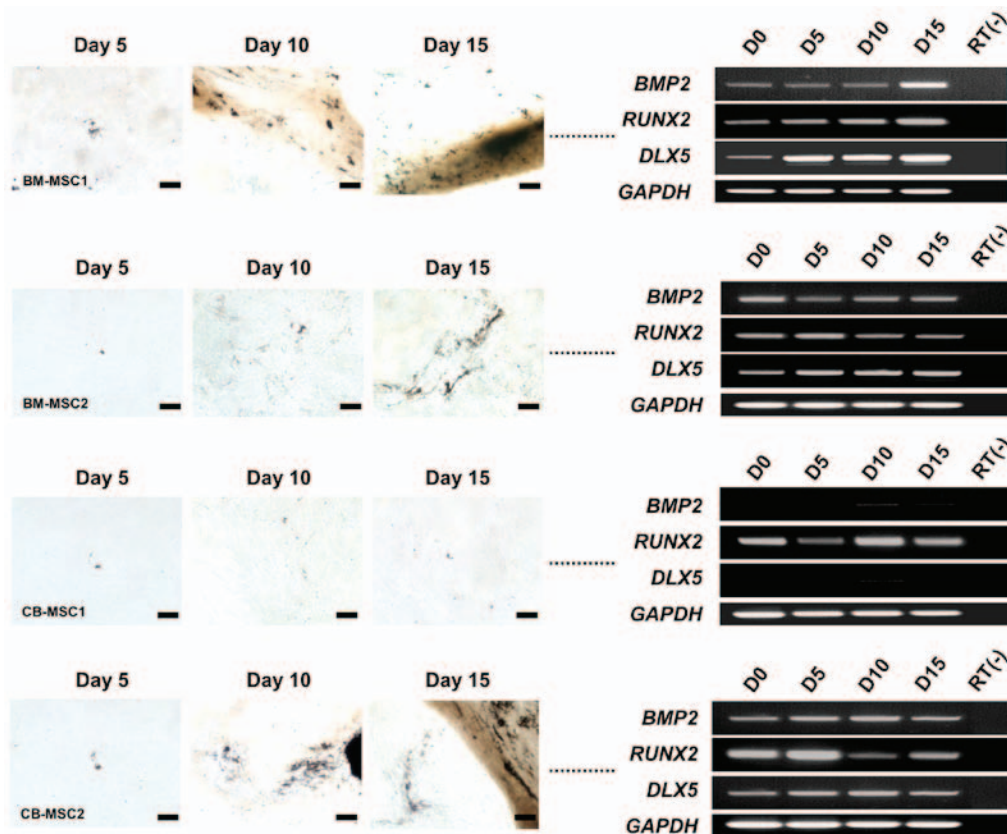 Day 5 Day 10 Day 15
D0 D5 D10 D15 RT(-)
BMP2
RUNX2
DLX5
GAPDH
BM-MSC1
Day 5 Day 10 Day 15
D0 D5 D10 D15 RT(-)
BMP2
RUNX2
DLX5
GAPDH
BM-MSC2
Day 5 Day 10 Day 15
D0 D5 D10 D15 RT(-)
BMP2
RUNX2
DLX5
GAPDH
CB-MSC1
Day 5 Day 10 Day 15
D0 D5 D10 D15 RT(-)
BMP2
RUNX2
DLX5
GAPDH
CB-MSC2